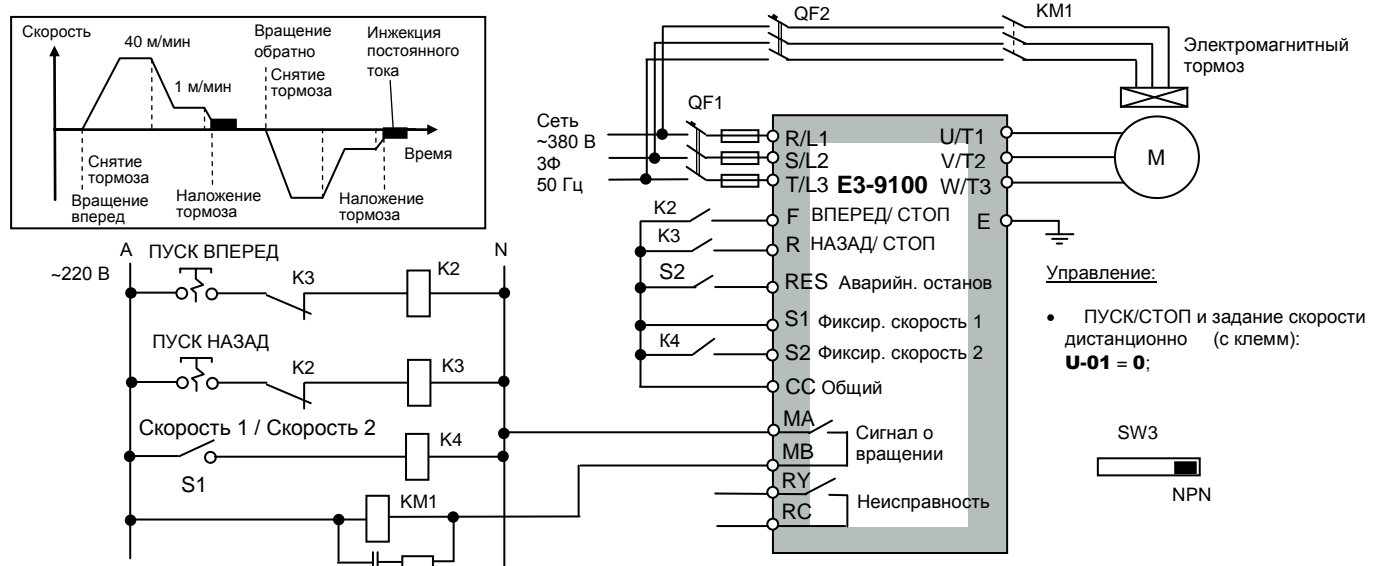 Скорость
40 м/мин
1 м/мин
Вращение
обратно
Снятие
тормоза
Инжекция
постоянного
тока
Время
Снятие
тормоза
Вращение
вперед
Наложение
тормоза
Наложение
тормоза
QF2
KM1
Электромагнитный
тормоз
QF1
Сеть
~380 В
3Ф
50 Гц
R/L1
S/L2
T/L3
E3-9100
U/T1
V/T2
W/T3
M
E
K2
F ВПЕРЕД/ СТОП
K3
R НАЗАД/ СТОП
S2
RES Аварийн. останов
S1 Фиксир. скорость 1
K4
S2 Фиксир. скорость 2
CC Общий
MA
MB
Сигнал о
вращении
RY
RC
Неисправность
A
N
~220 В
ПУСК ВПЕРЕД
K3
K2
ПУСК НАЗАД
K2
K3
Скорость 1 / Скорость 2
K4
S1
KM1
Управление:
• ПУСК/СТОП и задание скорости
дистанционно (с клемм):
U-01 = 0;
SW3
NPN